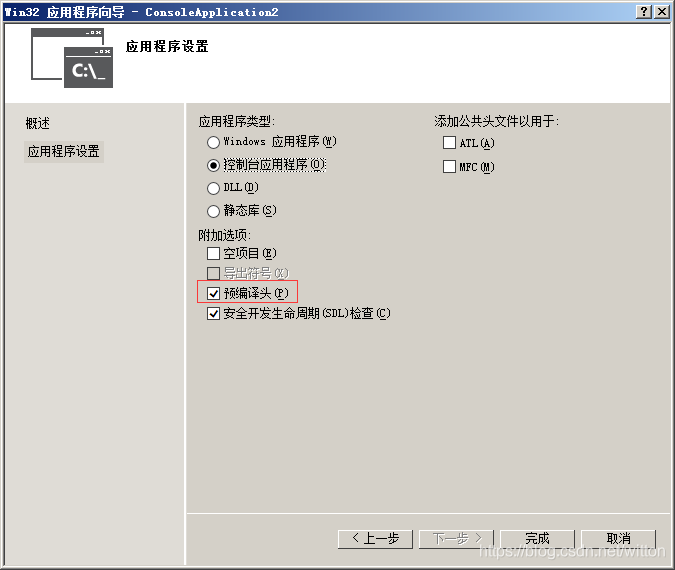 Win32 应用程序向导 - ConsoleApplication2
C:\_
应用程序设置
概述
应用程序设置
应用程序类型:
Windows 应用程序(W)
控制台应用程序(O)
DLL(D)
静态库(S)
添加公共头文件以用于:
ATL(A)
MFC(M)
附加选项:
空项目(E)
导出符号(X)
预编译头(P)
安全开发生命周期(SDL)检查(C)
< 上一步
下一步 >
完成
取消
https://blog.csdn.net/witton